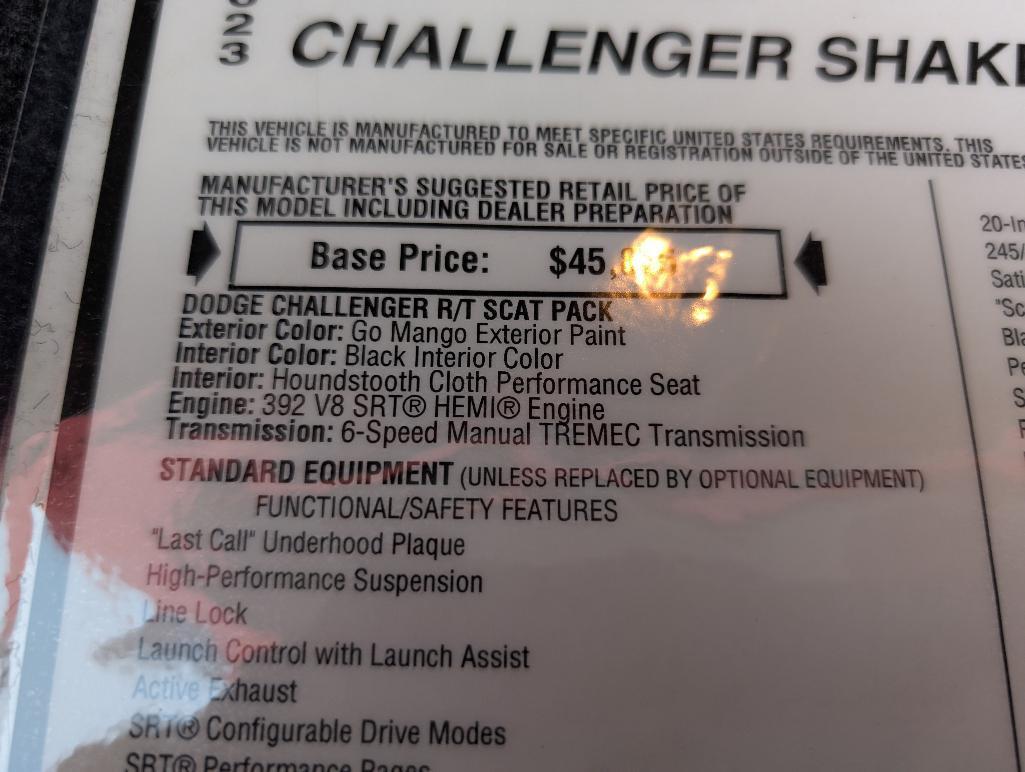 23
CHALLENGER SHAK
THIS VEHICLE IS MANUFACTURED TO MEET SPECIFIC UNITED STATES REQUIREMENTS. THIS
VEHICLE IS NOT MANUFACTURED FOR SALE OR REGISTRATION OUTSIDE OF THE UNITED STATES
MANUFACTURER'S SUGGESTED RETAIL PRICE OF
THIS MODEL INCLUDING DEALER PREPARATION
Base Price: $45,
DODGE CHALLENGER R/T SCAT PACK
Exterior Color: Go Mango Exterior Paint
Interior Color: Black Interior Color
Interior: Houndstooth Cloth Performance Seat
Engine: 392 V8 SRT® HEMI® Engine
Transmission: 6-Speed Manual TREMEC Transmission
STANDARD EQUIPMENT (UNLESS REPLACED BY OPTIONAL EQUIPMENT)
FUNCTIONAL/SAFETY FEATURES
"Last Call" Underhood Plaque
High-Performance Suspension
Line Lock
Launch Control with Launch Assist
Active Exhaust
SRT® Configurable Drive Modes
SRT® Performance Pages
20-In
245/
Sati
"Sc
Bla
Pe
S